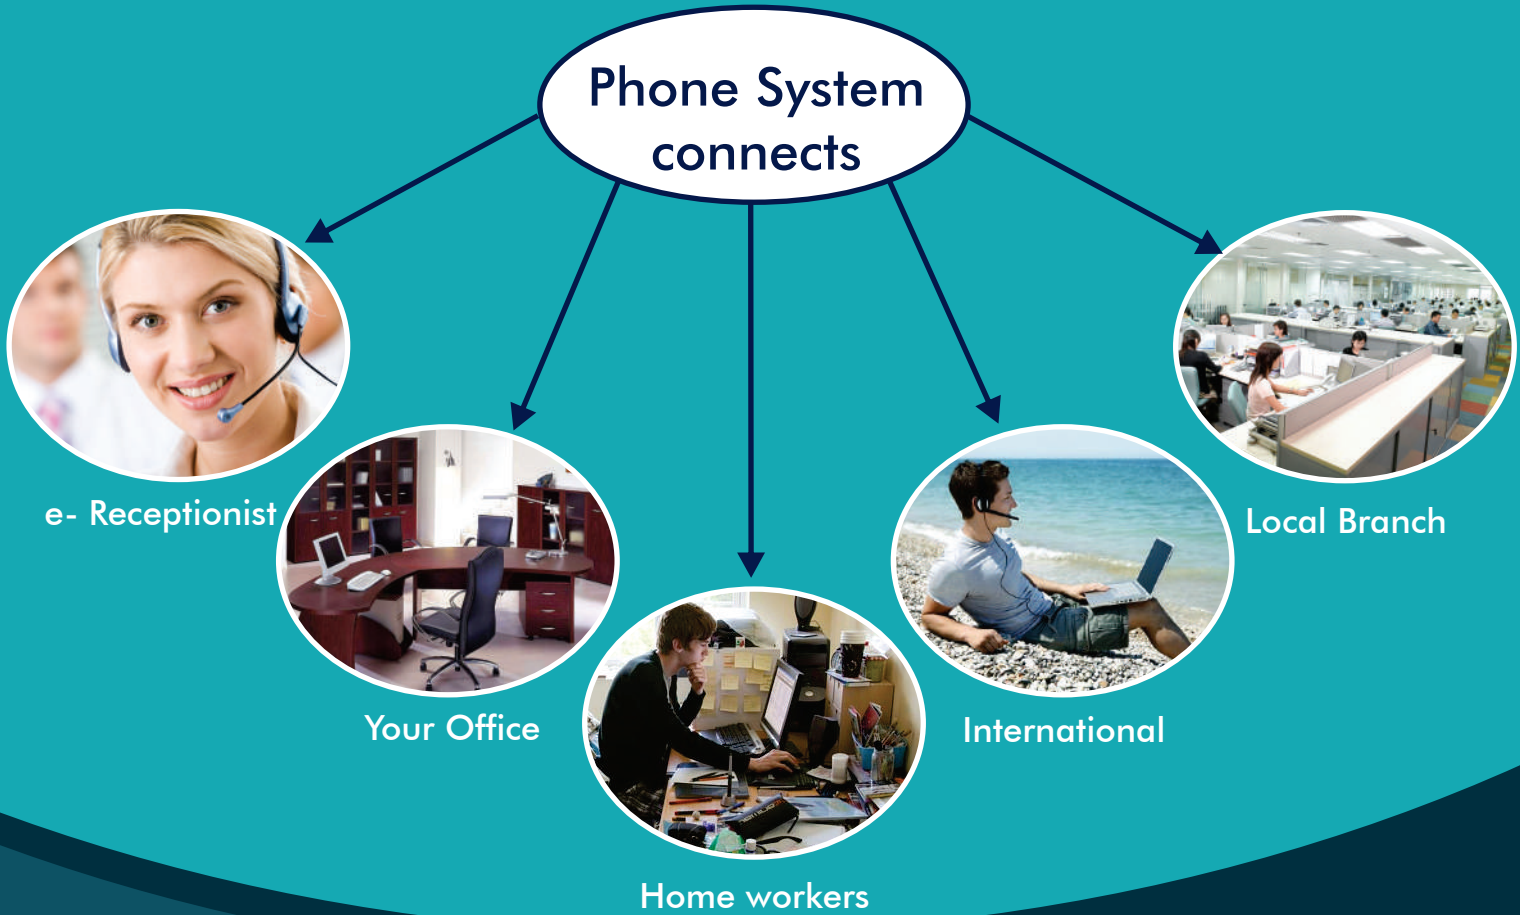 Phone System
connects
e- Receptionist
Local Branch
Your Office
International
Home workers